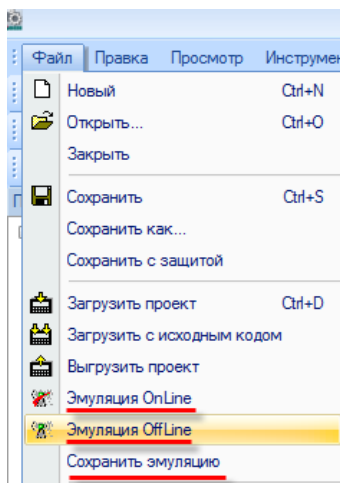 Файл Правка Просмотр Инструмен
Новый Ctrl+N
Открыть... Ctrl+O
Закрыть
Сохранить Ctrl+S
Сохранить как...
Сохранить с защитой
Загрузить проект Ctrl+D
Загрузить с исходным кодом
Выгрузить проект
Эмуляция OnLine
Эмуляция OffLine
Сохранить эмуляцию